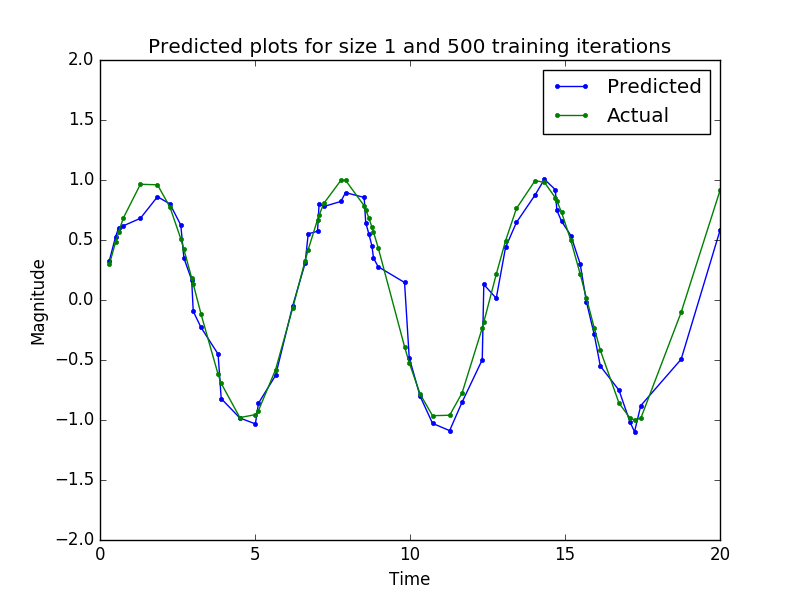 Predicted plots for size 1 and 500 training iterations
Predicted
Actual
2.0
1.5
1.0
0.5
0.0
−0.5
−1.0
−1.5
−2.0
Magnitude
0 5 10 15 20
Time